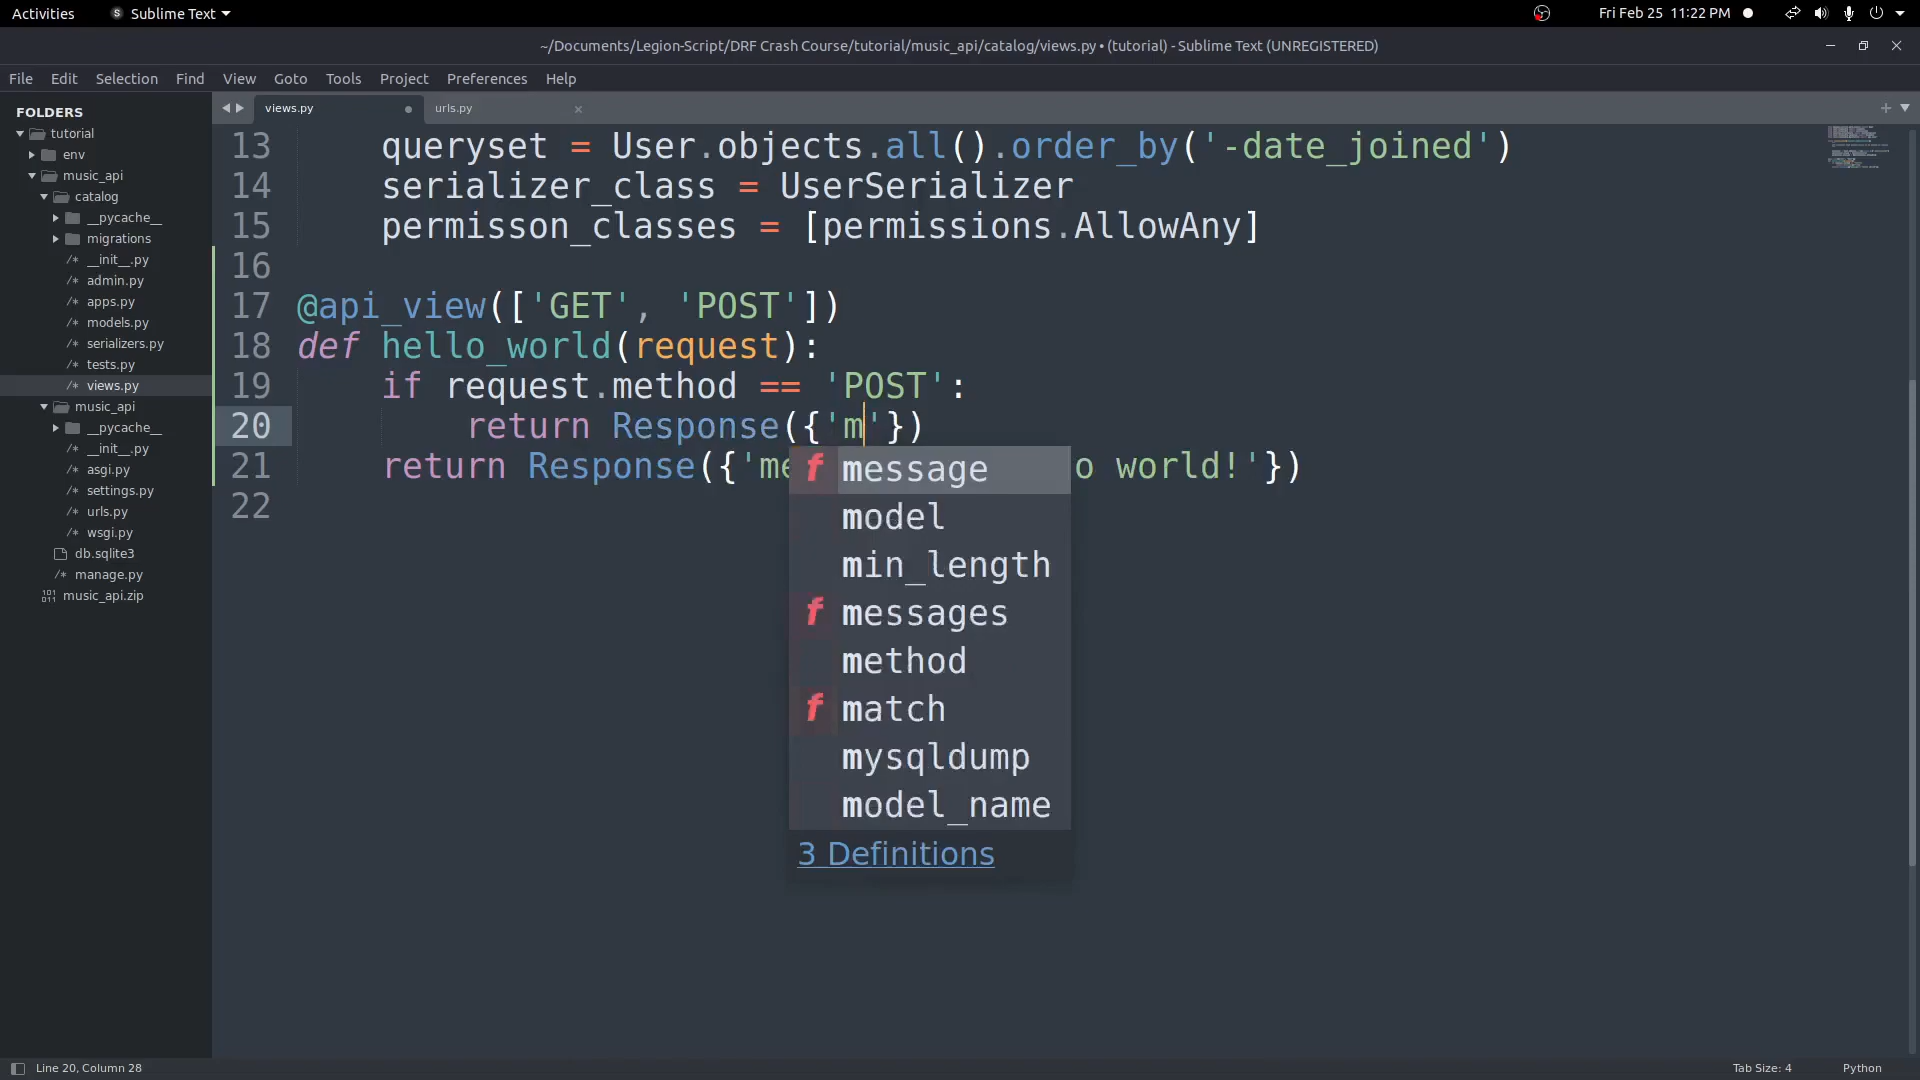 Activities
Sublime Text
Fri Feb 25 11:22 PM
~/Documents/Legion-Script/DRF Crash Course/tutorial/music_api/catalog/views.py • (tutorial) - Sublime Text (UNREGISTERED)
File Edit Selection Find View Goto Tools Project Preferences Help
FOLDERS
tutorial
env
music_api
catalog
__pycache__
migrations
/* __init__.py
/* admin.py
/* apps.py
/* models.py
/* serializers.py
/* tests.py
/* views.py
music_api
__pycache__
/* __init__.py
/* asgi.py
/* settings.py
/* urls.py
/* wsgi.py
db.sqlite3
/* manage.py
music_api.zip
views.py
urls.py
13 queryset = User.objects.all().order_by('-date_joined')
14 serializer_class = UserSerializer
15 permisson_classes = [permissions.AllowAny]
16
17 @api_view(['GET', 'POST'])
18 def hello_world(request):
19 if request.method == 'POST':
20 return Response({'m'})
21 return Response({'me o world!'})
22
f message
model
min_length
f messages
method
f match
mysqldump
model_name
3 Definitions
Line 20, Column 28
Tab Size: 4
Python